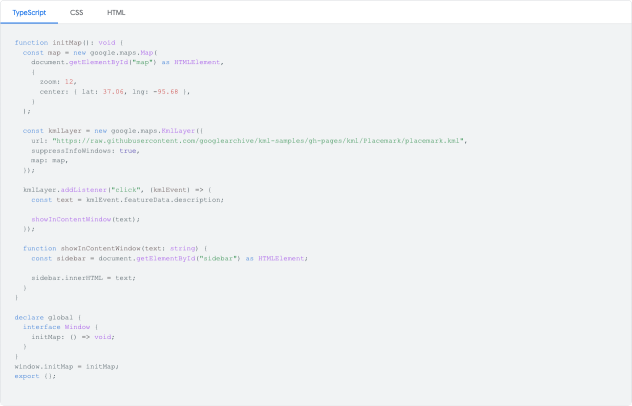 TypeScript CSS HTML
function initMap(): void {
const map = new google.maps.Map(
document.getElementById("map") as HTMLElement,
{
zoom: 12,
center: { lat: 37.06, lng: -95.68 },
}
);
const kmlLayer = new google.maps.KmlLayer({
url: "https://raw.githubusercontent.com/googlearchive/kml-samples/gh-pages/kml/Placemark/placemark.kml",
suppressInfoWindows: true,
map: map,
});
kmlLayer.addListener("click", (kmlEvent) => {
const text = kmlEvent.featureData.description;
showInContentWindow(text);
});
function showInContentWindow(text: string) {
const sidebar = document.getElementById("sidebar") as HTMLElement;
sidebar.innerHTML = text;
}
}
declare global {
interface Window {
initMap: () => void;
}
}
window.initMap = initMap;
export {};